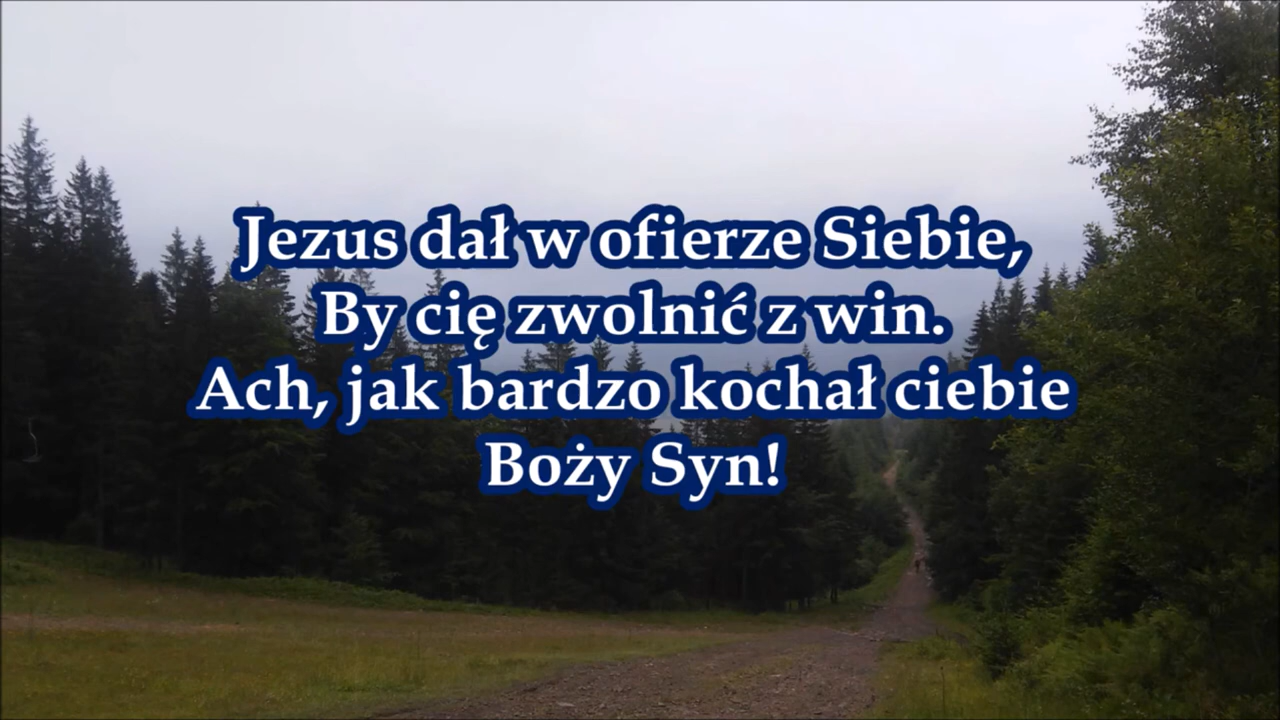 Jezus dał w ofierze Siebie,
By cię zwolnić z win.
Ach, jak bardzo kochał ciebie
Boży Syn!